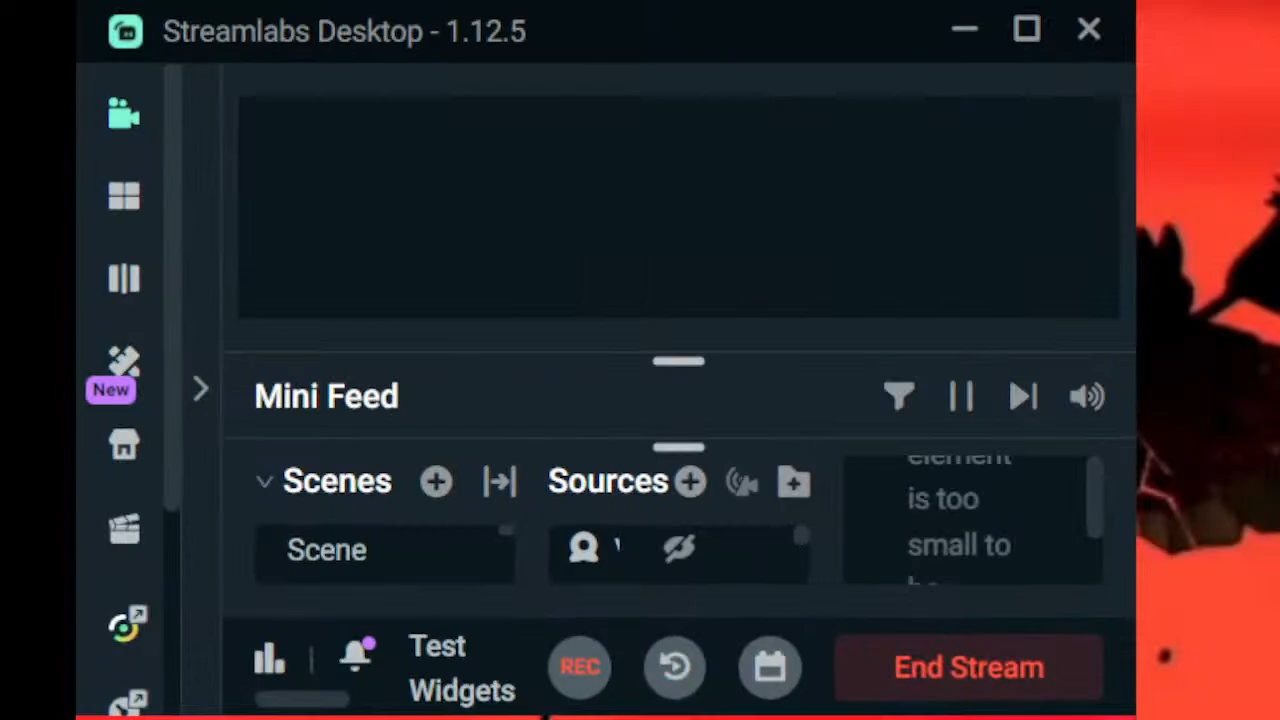 Streamlabs Desktop - 1.12.5
New
Mini Feed
Scenes
Sources
element
is too
small to
Scene
Test
Widgets
REC
End Stream